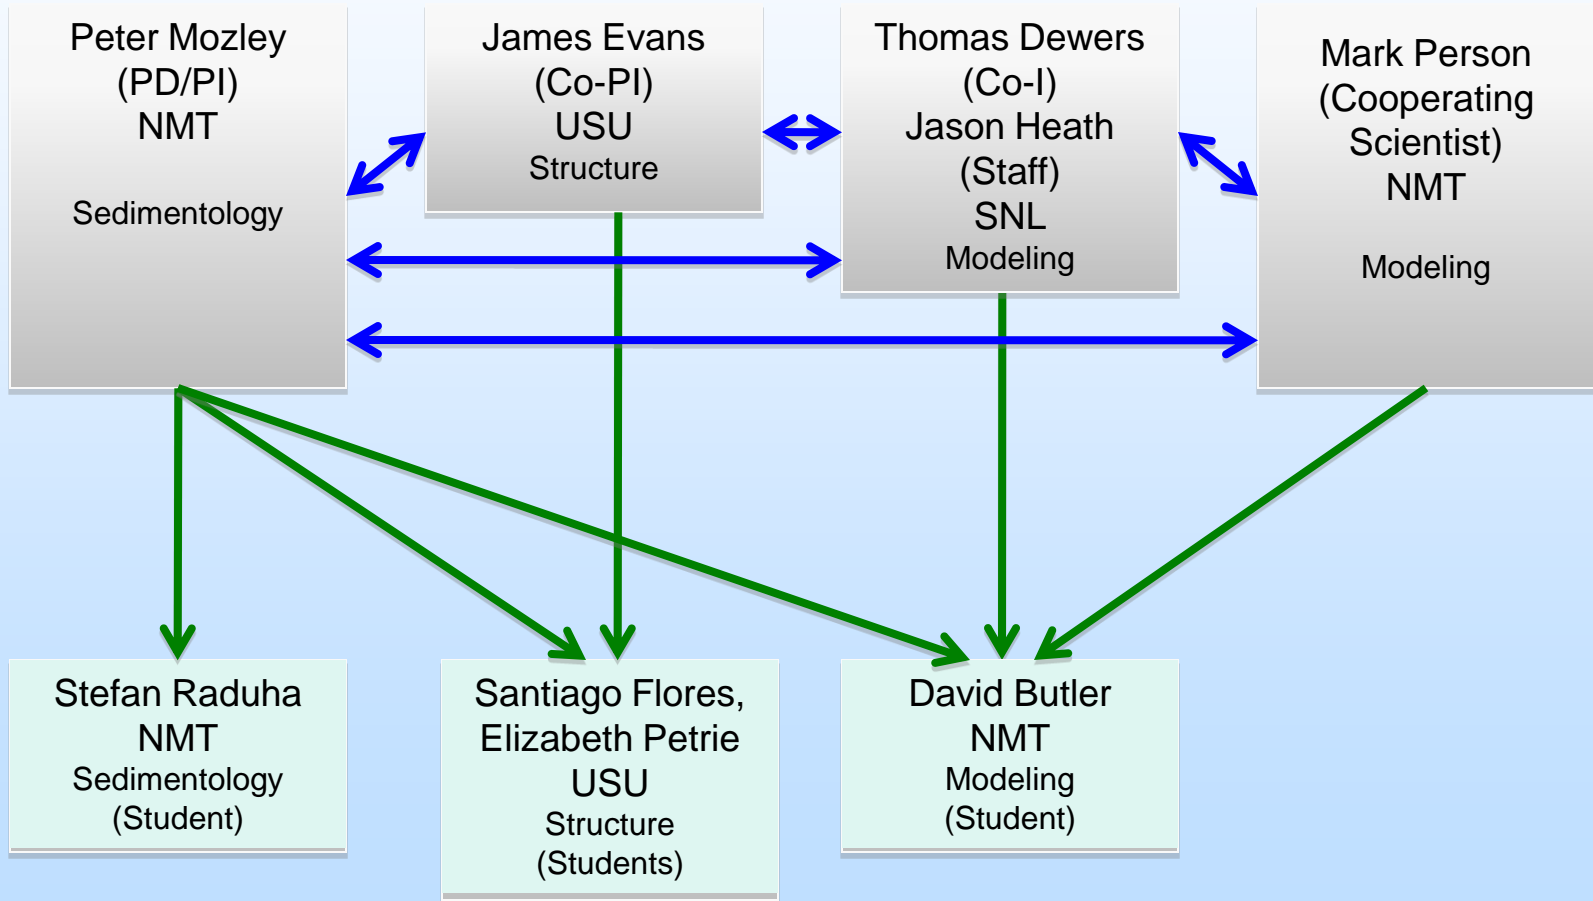 Peter Mozley
(PD/PI)
NMT
Sedimentology
James Evans
(Co-PI)
USU
Structure
Thomas Dewers
(Co-I)
Jason Heath
(Staff)
SNL
Modeling
Mark Person
(Cooperating
Scientist)
NMT
Modeling
Stefan Raduha
NMT
Sedimentology
(Student)
Santiago Flores,
Elizabeth Petrie
USU
Structure
(Students)
David Butler
NMT
Modeling
(Student)